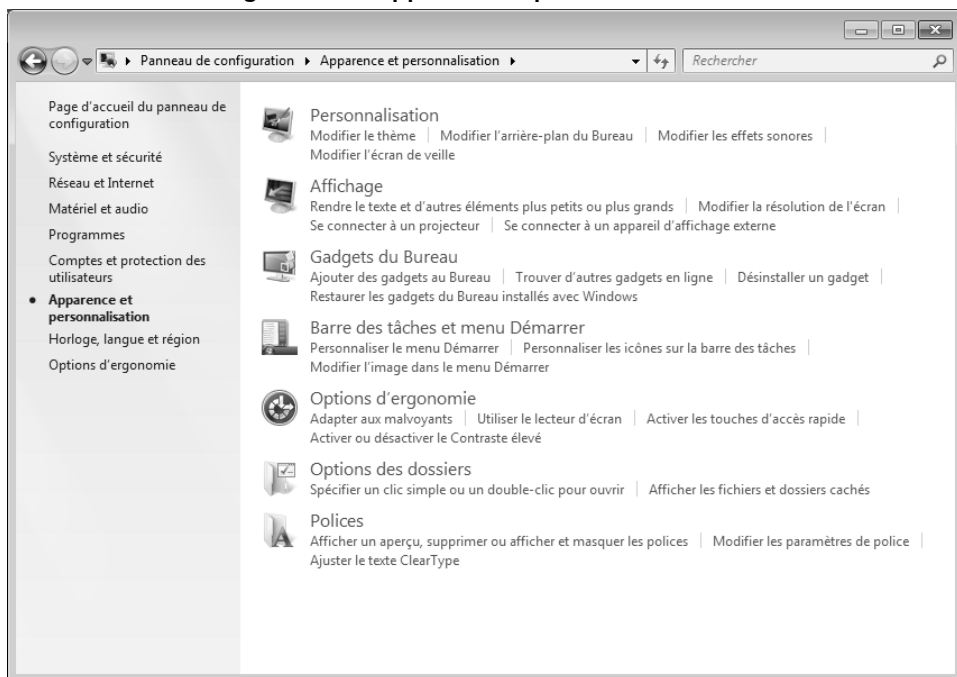 Panneau de configuration ▸ Apparence et personnalisation ▸
Rechercher
Page d'accueil du panneau de
configuration
Système et sécurité
Réseau et Internet
Matériel et audio
Programmes
Comptes et protection des
utilisateurs
• Apparence et
personnalisation
Horloge, langue et région
Options d'ergonomie
Personnalisation
Modifier le thème | Modifier l'arrière-plan du Bureau | Modifier les effets sonores |
Modifier l'écran de veille
Affichage
Rendre le texte et d'autres éléments plus petits ou plus grands | Modifier la résolution de l'écran |
Se connecter à un projecteur | Se connecter à un appareil d'affichage externe
Gadgets du Bureau
Ajouter des gadgets au Bureau | Trouver d'autres gadgets en ligne | Désinstaller un gadget |
Restaurer les gadgets du Bureau installés avec Windows
Barre des tâches et menu Démarrer
Personnaliser le menu Démarrer | Personnaliser les icônes sur la barre des tâches |
Modifier l'image dans le menu Démarrer
Options d'ergonomie
Adapter aux malvoyants | Utiliser le lecteur d'écran | Activer les touches d'accès rapide |
Activer ou désactiver le Contraste élevé
Options des dossiers
Spécifier un clic simple ou un double-clic pour ouvrir | Afficher les fichiers et dossiers cachés
Polices
Afficher un aperçu, supprimer ou afficher et masquer les polices | Modifier les paramètres de police |
Ajuster le texte ClearType